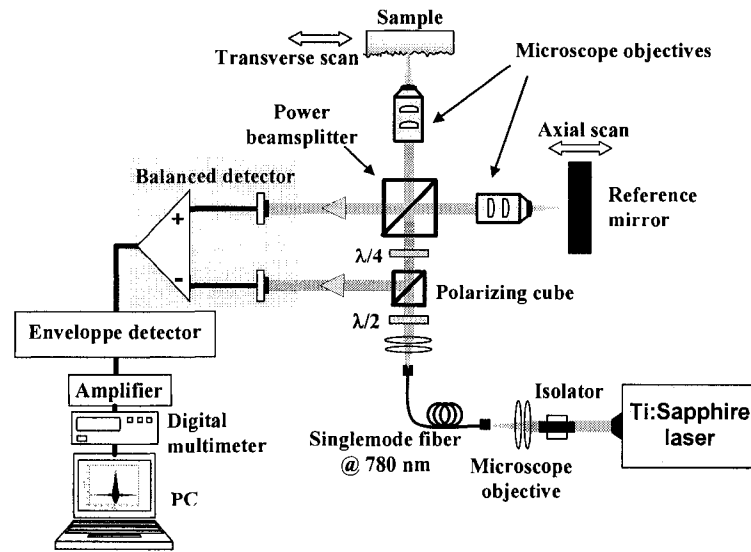 Sample
Transverse scan
Microscope objectives
Power
beamsplitter
Axial scan
Balanced detector
Reference
mirror
+
λ/4
-
Polarizing cube
λ/2
Enveloppe detector
Isolator
Amplifier
Ti:Sapphire
laser
Digital
multimeter
Singlemode fiber
@ 780 nm
Microscope
objective
PC